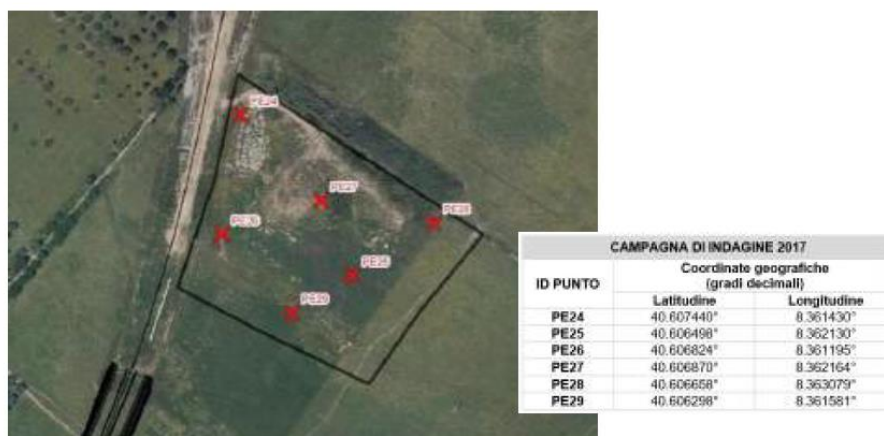 PE24
PE27
PE28
PE26
PE25
PE29
CAMPAGNA DI INDAGINE 2017
ID PUNTO
Coordinate geografiche
(gradi decimali)
Latitudine Longitudine
PE24 40.607440° 8.361430°
PE25 40.606498° 8.362130°
PE26 40.606824° 8.361195°
PE27 40.606870° 8.362164°
PE28 40.606658° 8.363079°
PE29 40.606298° 8.361581°